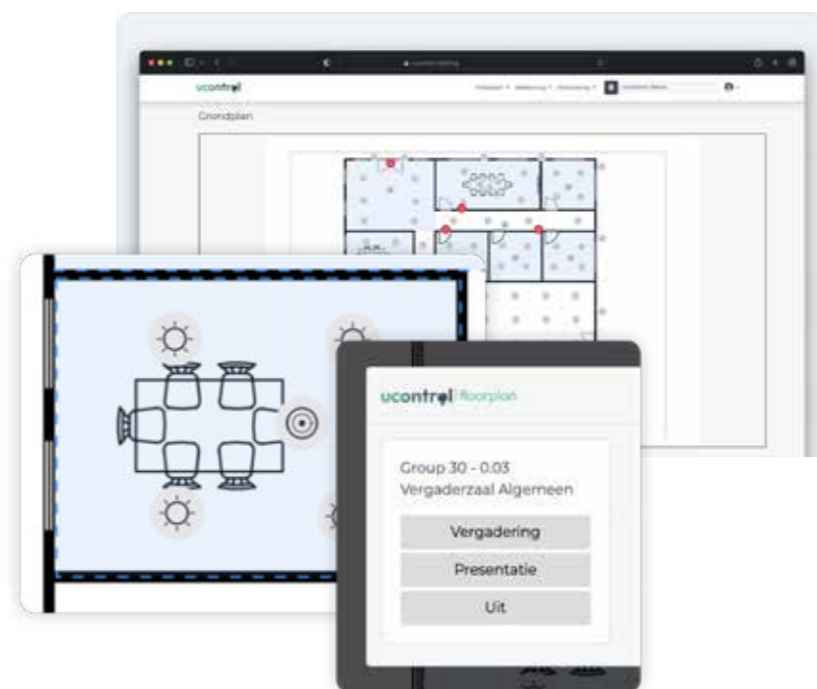 ucontrol
Grondplan
ucontrol floorplan
Group 30 - 0.03
Vergaderzaal Algemeen
Vergadering
Presentatie
Uit